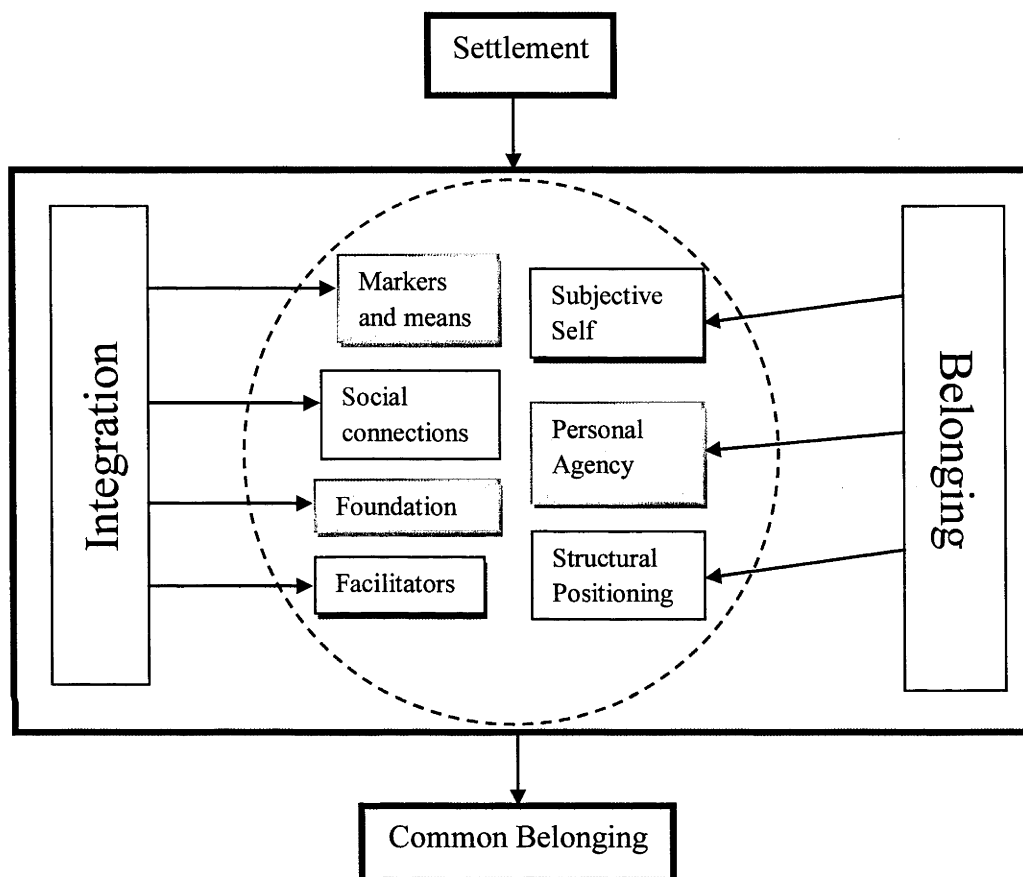 Settlement
Integration
Markers
and means
Social
connections
Foundation
Facilitators
Subjective
Self
Personal
Agency
Structural
Positioning
Belonging
Common Belonging